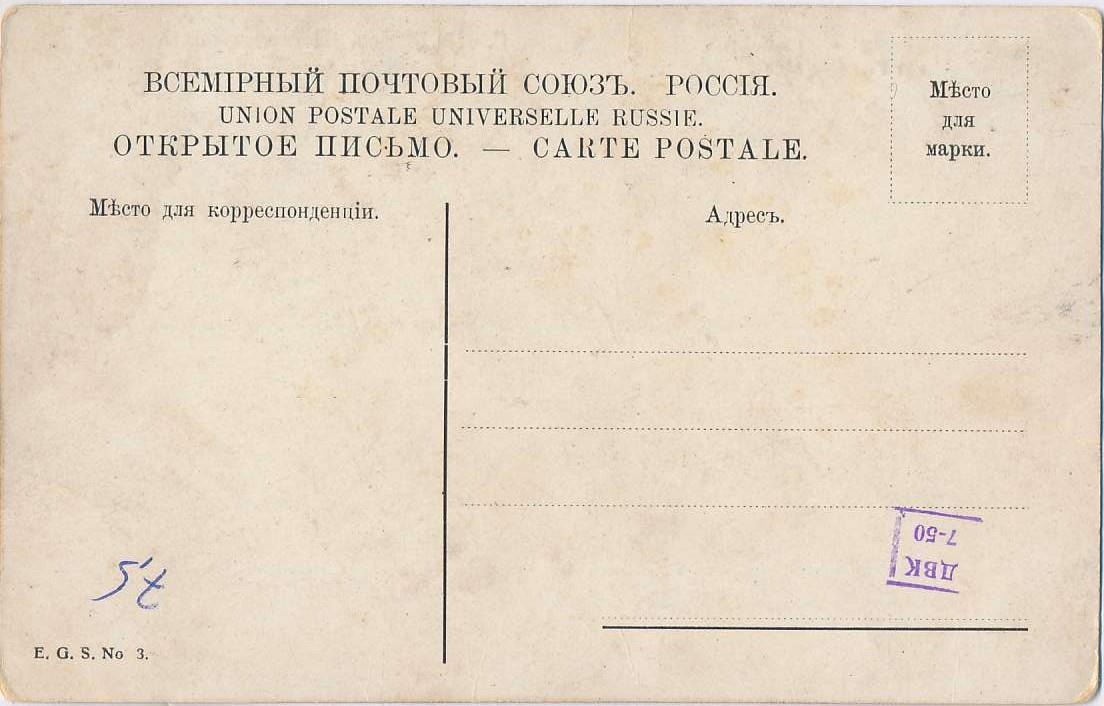 ВСЕМІРНЫЙ ПОЧТОВЫЙ СОЮЗЪ. РОССІЯ.
UNION POSTALE UNIVERSELLE RUSSIE.
ОТКРЫТОЕ ПИСЬМО. — CARTE POSTALE.
Мѣсто
для
марки.
Мѣсто для корреспонденціи.
Адресъ.
ДВК
7-50
E. G. S. No 3.